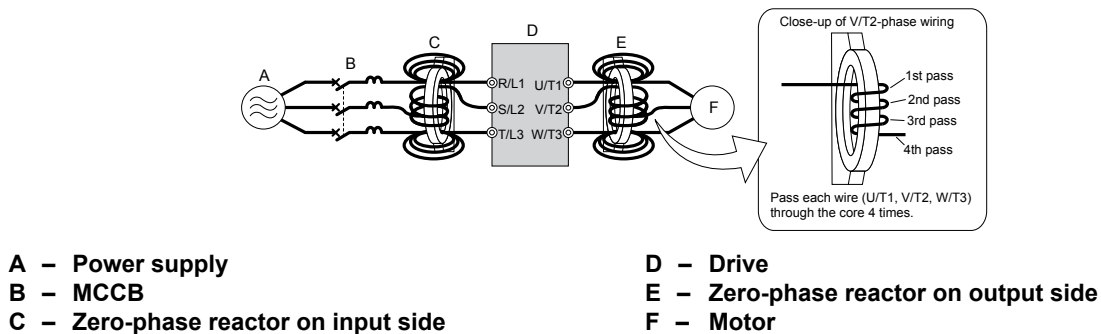 A
B
C
D
E
F
R/L1 U/T1
S/L2 V/T2
T/L3 W/T3
Close-up of V/T2-phase wiring
1st pass
2nd pass
3rd pass
4th pass
Pass each wire (U/T1, V/T2, W/T3)
through the core 4 times.
A – Power supply
B – MCCB
C – Zero-phase reactor on input side
D – Drive
E – Zero-phase reactor on output side
F – Motor